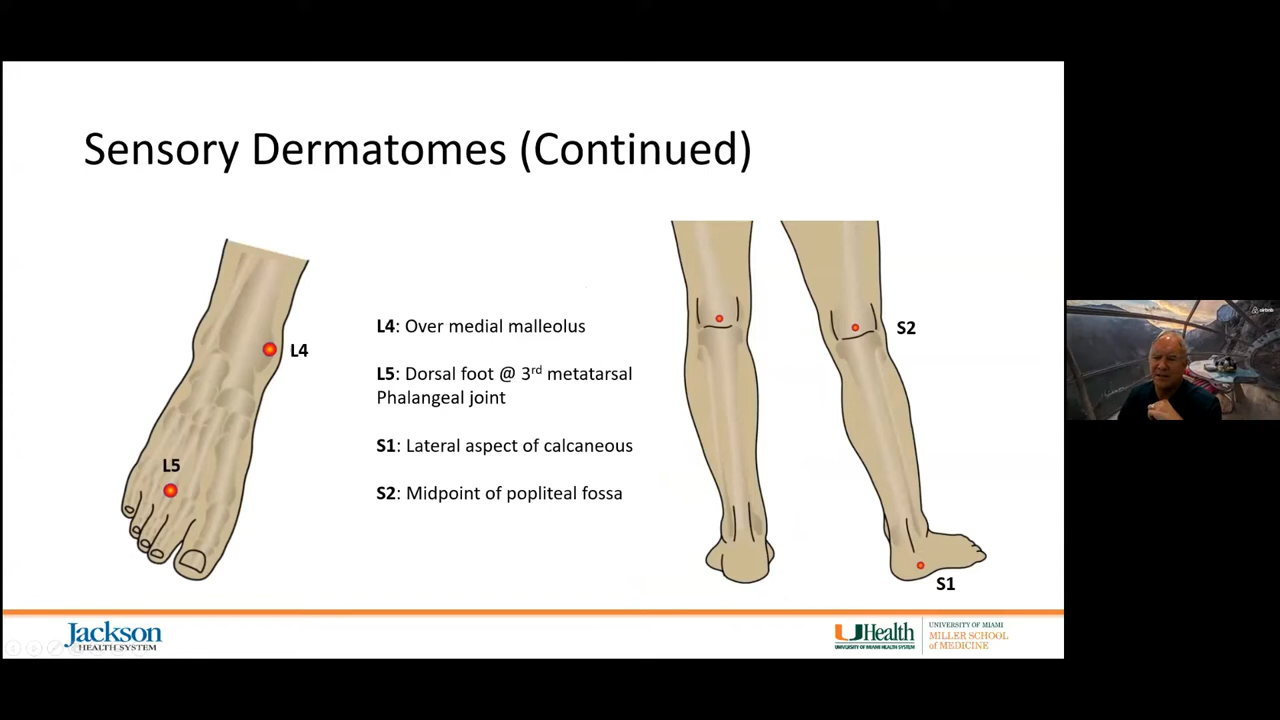 Sensory Dermatomes (Continued)
L4
L5
L4: Over medial malleolus
L5: Dorsal foot @ 3rd metatarsal
Phalangeal joint
S1: Lateral aspect of calcaneous
S2: Midpoint of popliteal fossa
S2
S1
Jackson
HEALTH SYSTEM
UHealth
UNIVERSITY OF MIAMI HEALTH SYSTEM
UNIVERSITY OF MIAMI
MILLER SCHOOL
of MEDICINE
airbnb